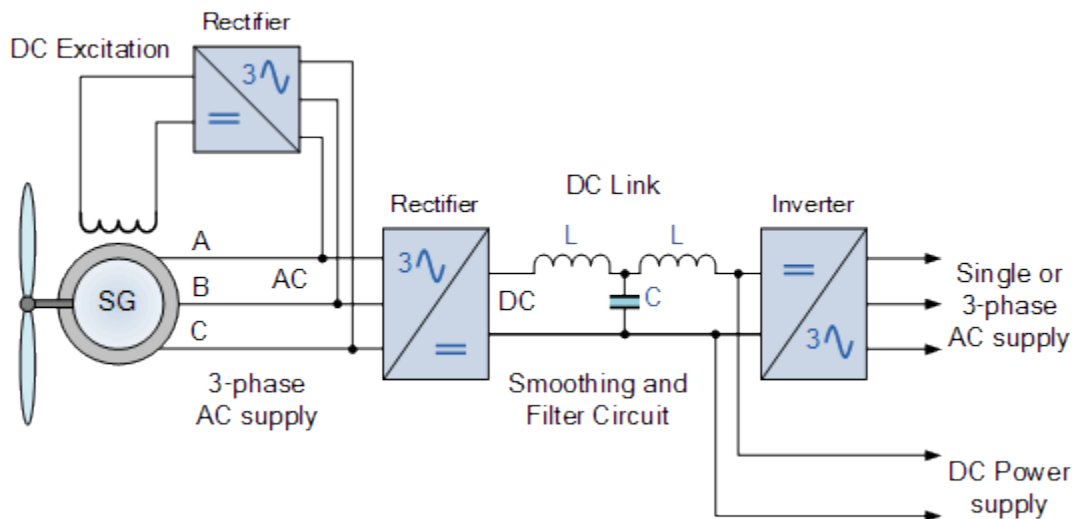 Rectifier
DC Excitation
3
DC Link
Rectifier
Inverter
A
AC
B
C
SG
3
DC
L
L
C
3
Single or
3-phase
AC supply
3-phase
AC supply
Smoothing and
Filter Circuit
DC Power
supply